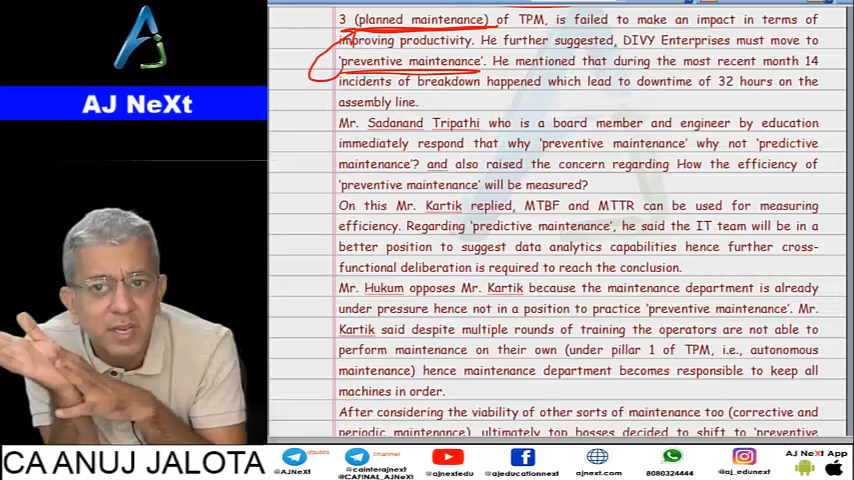 3 (planned maintenance) of TPM, is failed to make an impact in terms of
improving productivity. He further suggested, DIVY Enterprises must move to
'preventive maintenance'. He mentioned that during the most recent month 14
incidents of breakdown happened which lead to downtime of 32 hours on the
assembly line.
Mr. Sadanand Tripathi who is a board member and engineer by education
immediately respond that why 'preventive maintenance' why not 'predictive
maintenance'? and also raised the concern regarding How the efficiency of
'preventive maintenance' will be measured?
On this Mr. Kartik replied, MTBF and MTTR can be used for measuring
efficiency. Regarding 'predictive maintenance', he said the IT team will be in a
better position to suggest data analytics capabilities hence further cross-
functional deliberation is required to reach the conclusion.
Mr. Hukum opposes Mr. Kartik because the maintenance department is already
under pressure hence not in a position to practice 'preventive maintenance'. Mr.
Kartik said despite multiple rounds of training the operators are not able to
perform maintenance on their own (under pillar 1 of TPM, i.e., autonomous
maintenance) hence maintenance department becomes responsible to keep all
machines in order.
After considering the viability of other sorts of maintenance too (corrective and
periodic maintenance), ultimately top bosses decided to shift to 'preventive
AJ NeXt
CA ANUJ JALOTA
doubts
@AJNeXt
channel
@cainterajnext
@CAFINAL_AJNEXT
@ajnextedu
@ajeducationnext
ajnext.com
8080324444
@aj_edunext
AJ NeXt App